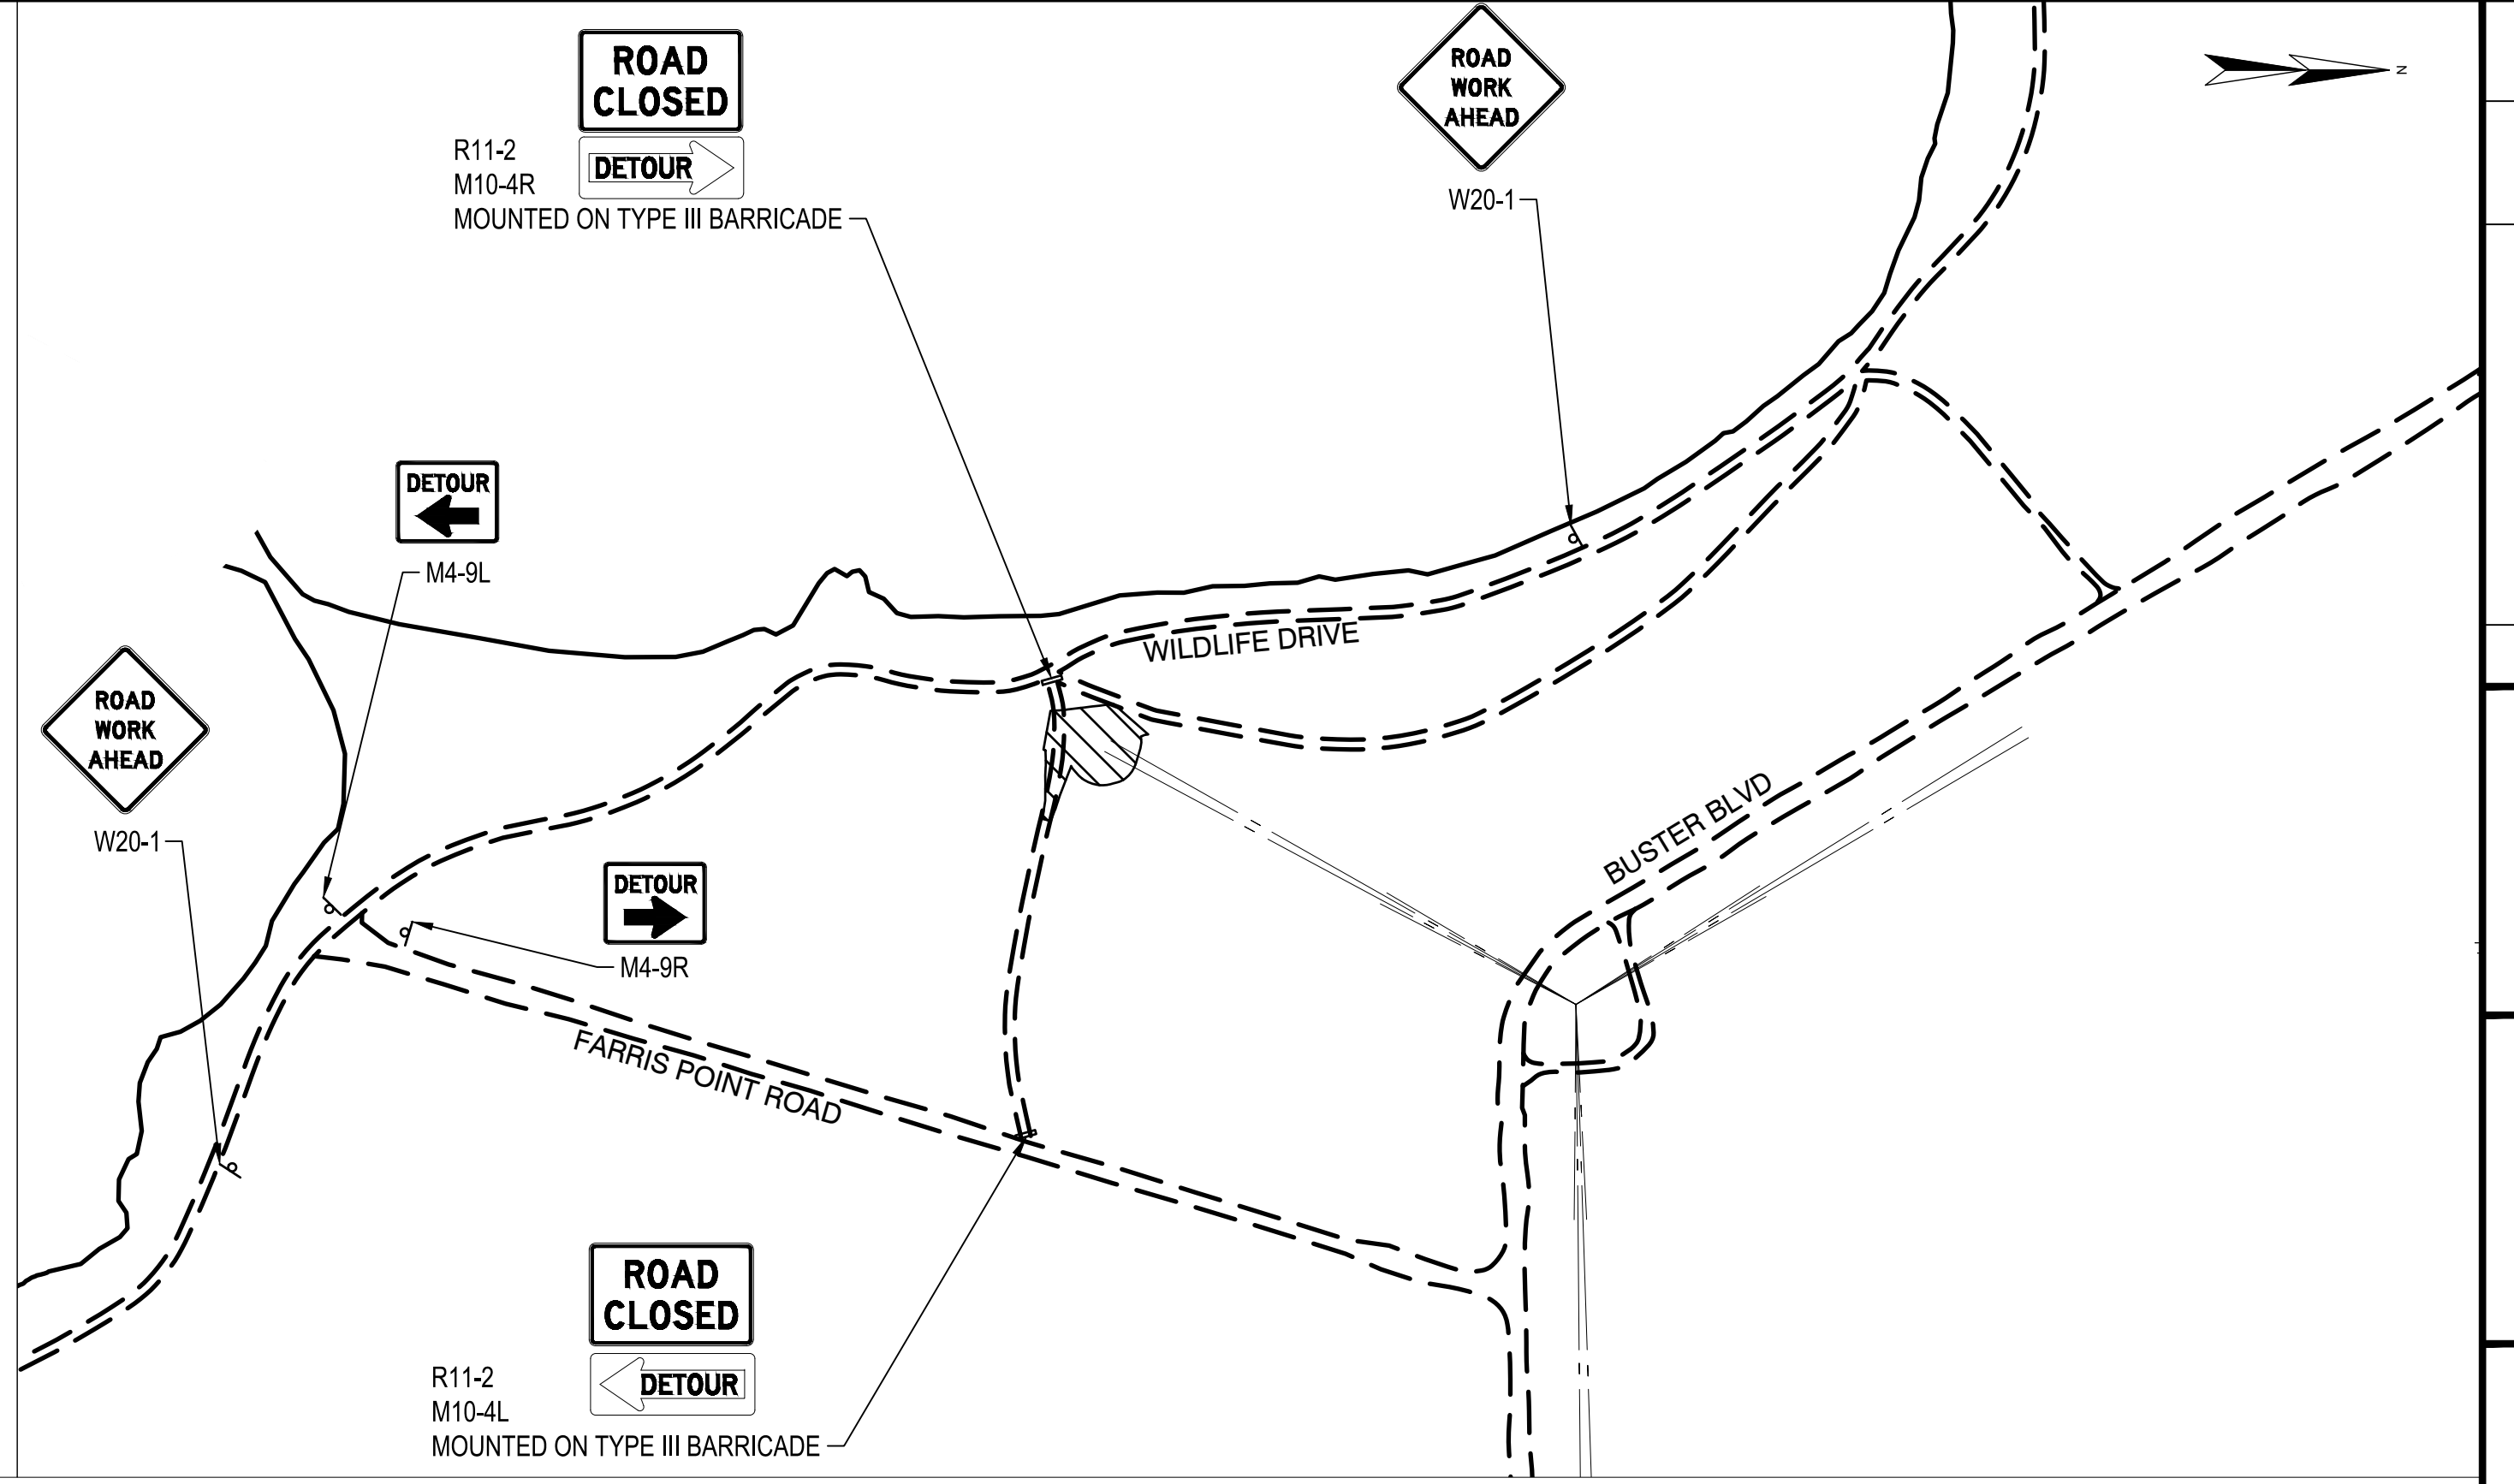 ROAD
CLOSED
R11-2
M10-4R
DETOUR
MOUNTED ON TYPE III BARRICADE
ROAD
WORK
AHEAD
W20-1
N
DETOUR
M4-9L
WILDLIFE DRIVE
ROAD
WORK
AHEAD
W20-1
BUSTER BLVD
DETOUR
M4-9R
FARRIS POINT ROAD
ROAD
CLOSED
R11-2
M10-4L
DETOUR
MOUNTED ON TYPE III BARRICADE